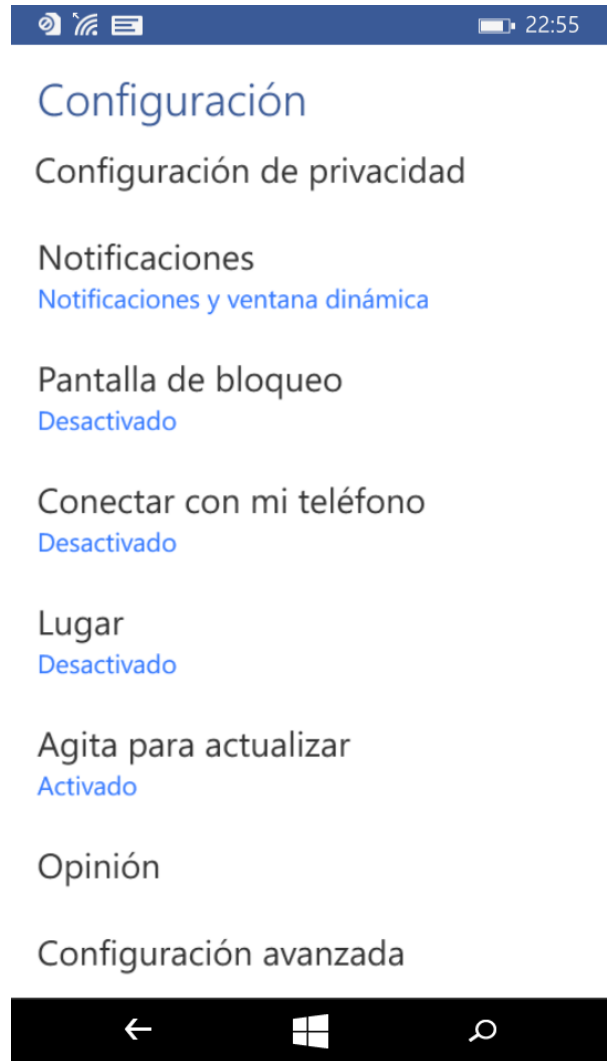 22:55
Configuración
Configuración de privacidad
Notificaciones
Notificaciones y ventana dinámica
Pantalla de bloqueo
Desactivado
Conectar con mi teléfono
Desactivado
Lugar
Desactivado
Agita para actualizar
Activado
Opinión
Configuración avanzada